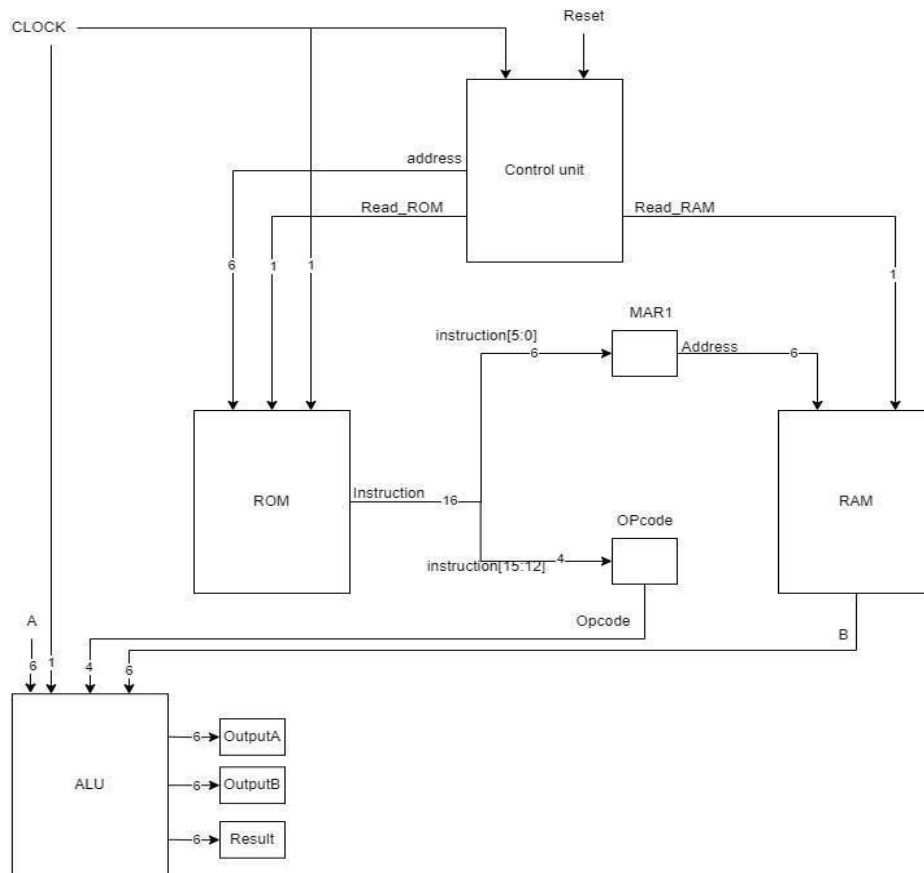 Reset
CLOCK
address
Control unit
Read_ROM
Read_RAM
6
1
1
1
MAR1
instruction[5:0]
6
Address
6
ROM
Instruction
16
RAM
OPcode
instruction[15:12]
4
A
Opcode
B
6
1
4
6
6
OutputA
ALU
6
OutputB
6
Result